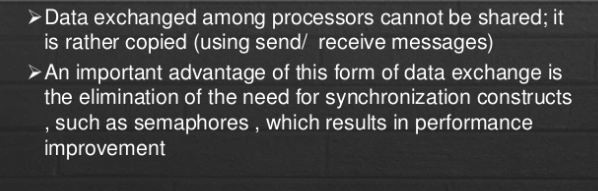 ➢Data exchanged among processors cannot be shared; it
is rather copied (using send/ receive messages)
➢An important advantage of this form of data exchange is
the elimination of the need for synchronization constructs
, such as semaphores , which results in performance
improvement